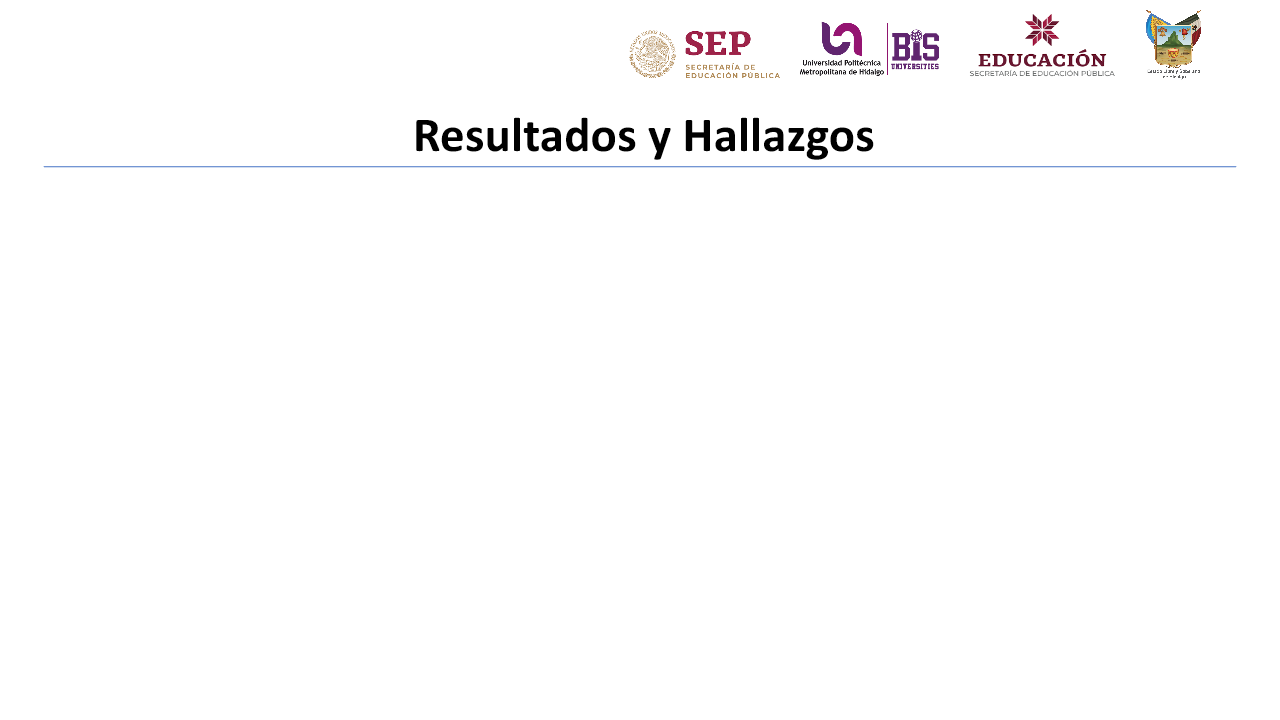 SEP
SECRETARÍA DE
EDUCACIÓN PÚBLICA
Universidad Politécnica
Metropolitana de Hidalgo
BIS
UNIVERSITIES
EDUCACIÓN
SECRETARÍA DE EDUCACIÓN PÚBLICA
Resultados y Hallazgos